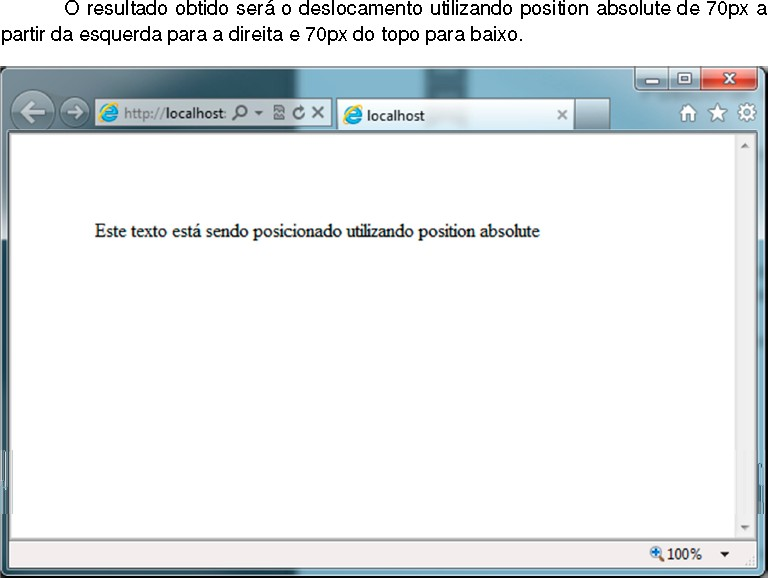 O resultado obtido será o deslocamento utilizando position absolute de 70px a
partir da esquerda para a direita e 70px do topo para baixo.
http://localhost:
localhost
Este texto está sendo posicionado utilizando position absolute
100%